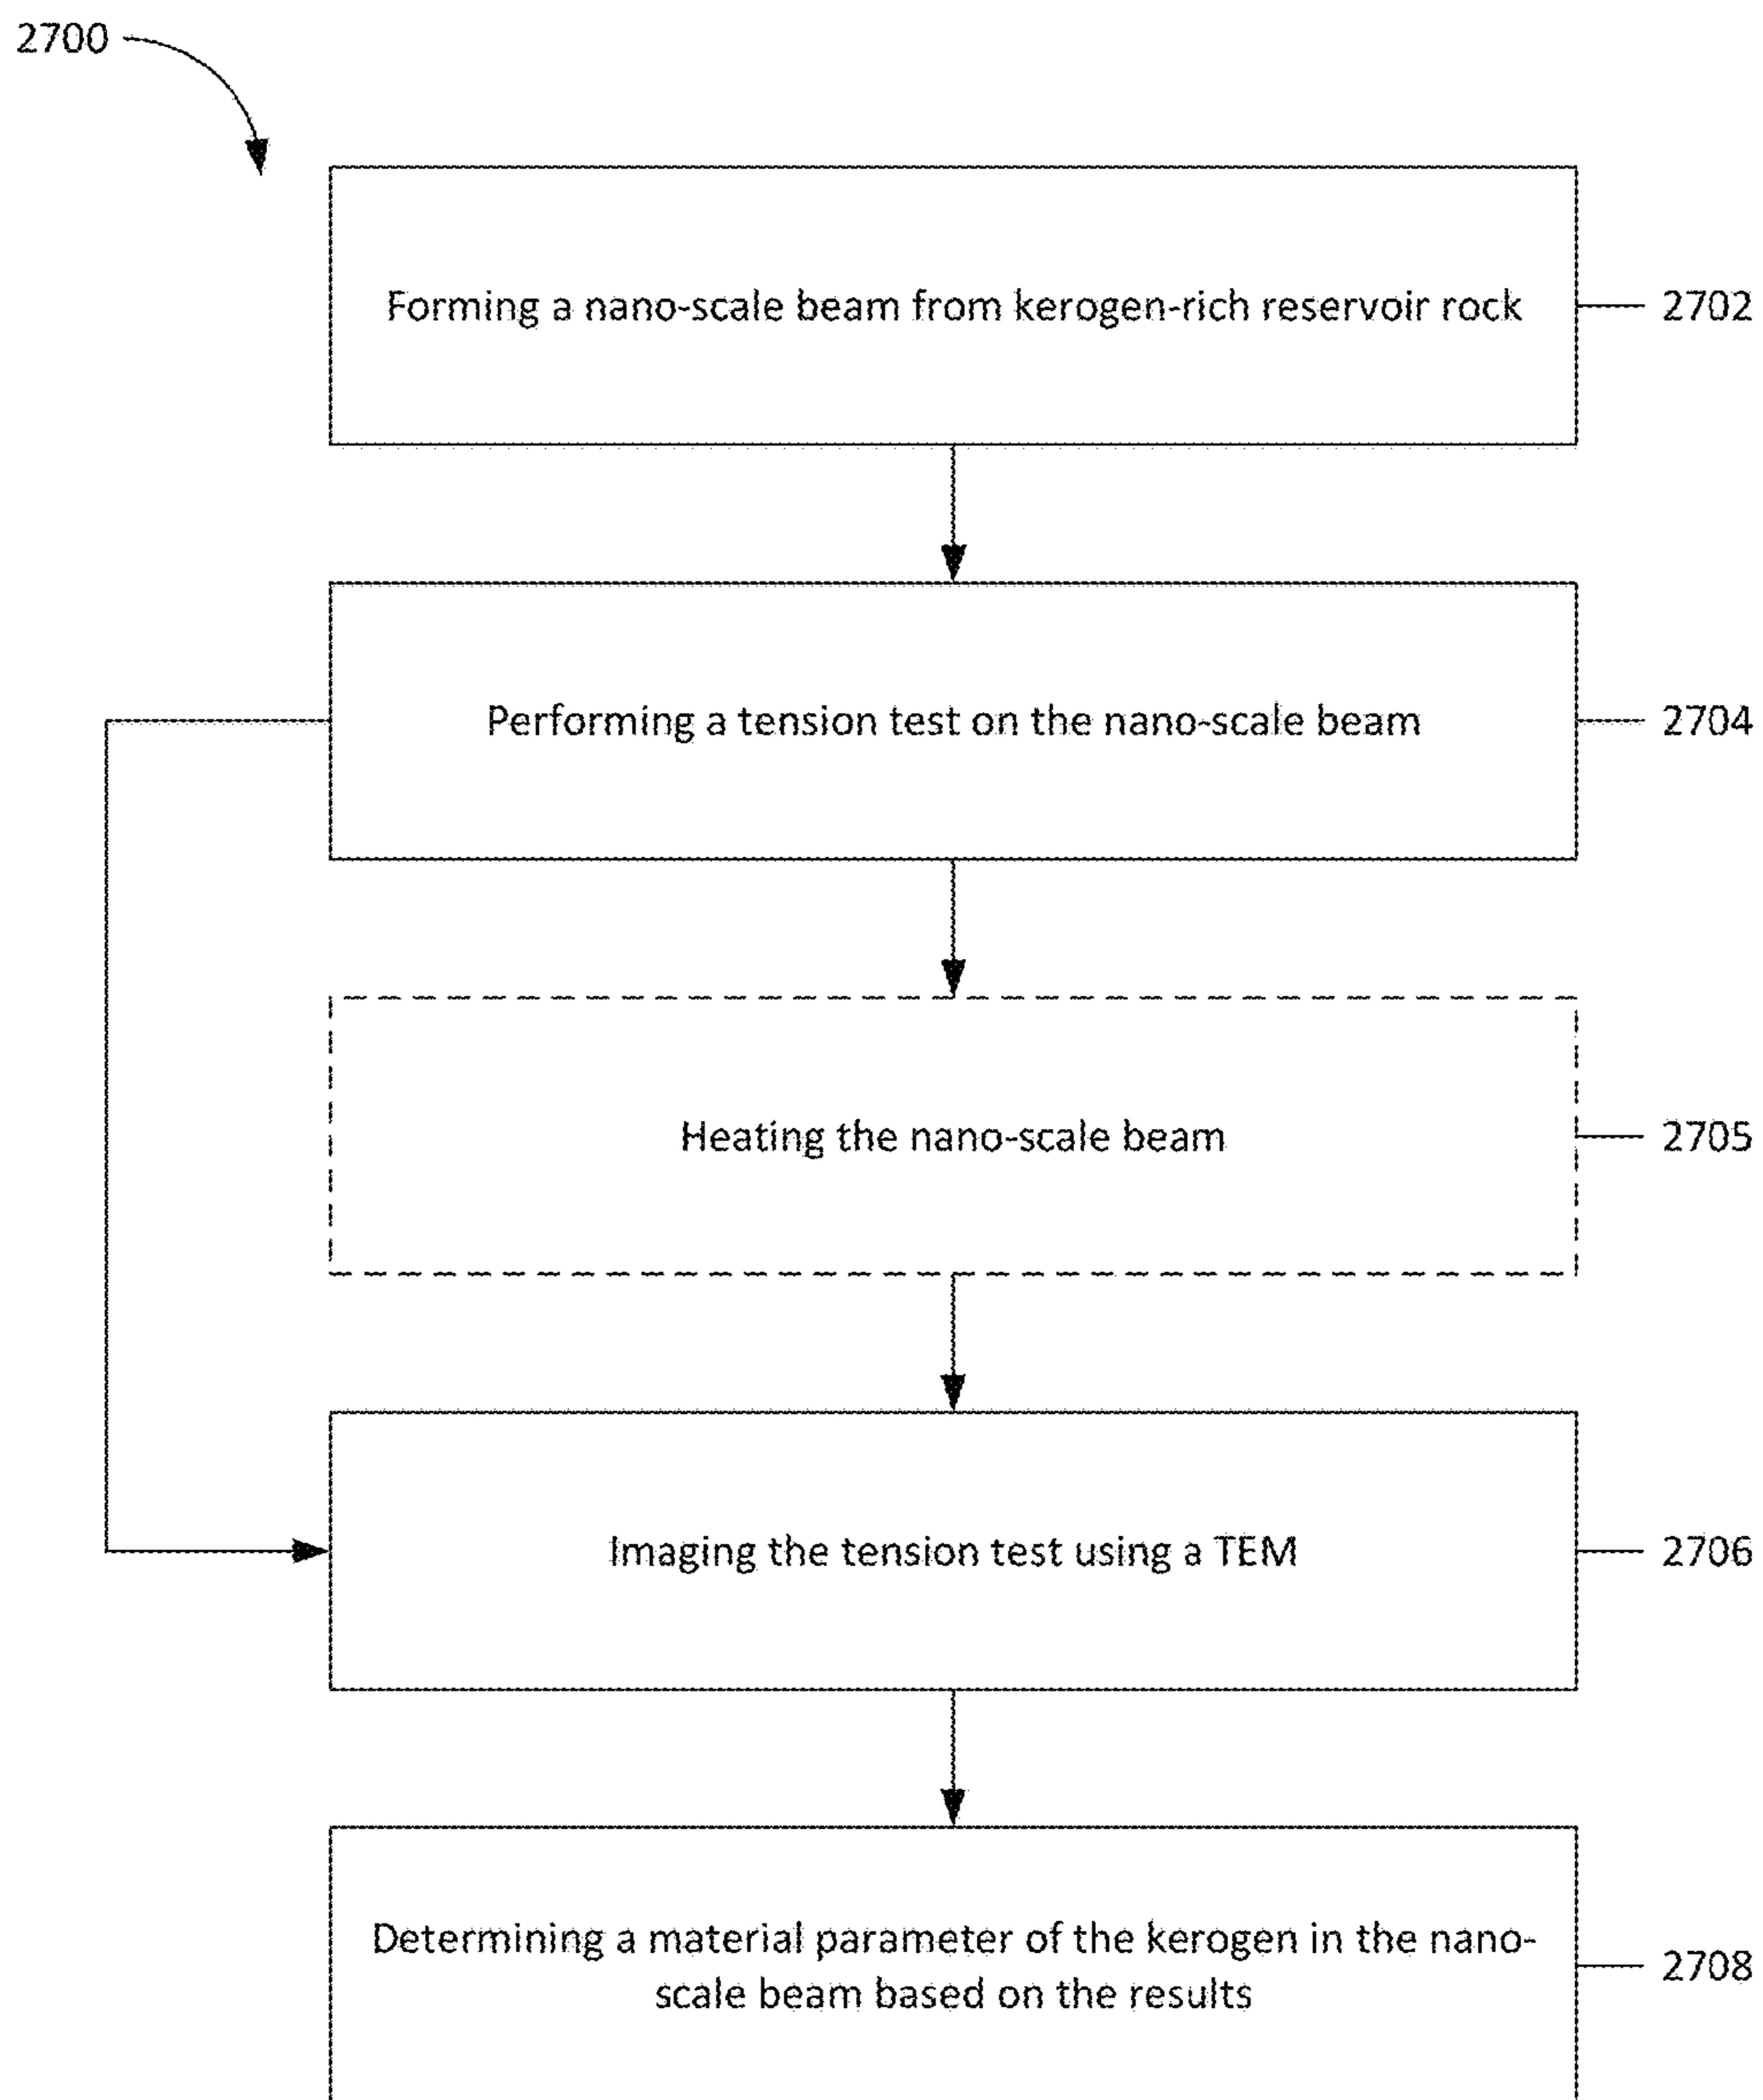 2700
Forming a nano-scale beam from kerogen-rich reservoir rock
2702
Performing a tension test on the nano-scale beam
2704
Heating the nano-scale beam
2705
Imaging the tension test using a TEM
2706
Determining a material parameter of the kerogen in the nano-
scale beam based on the results
2708